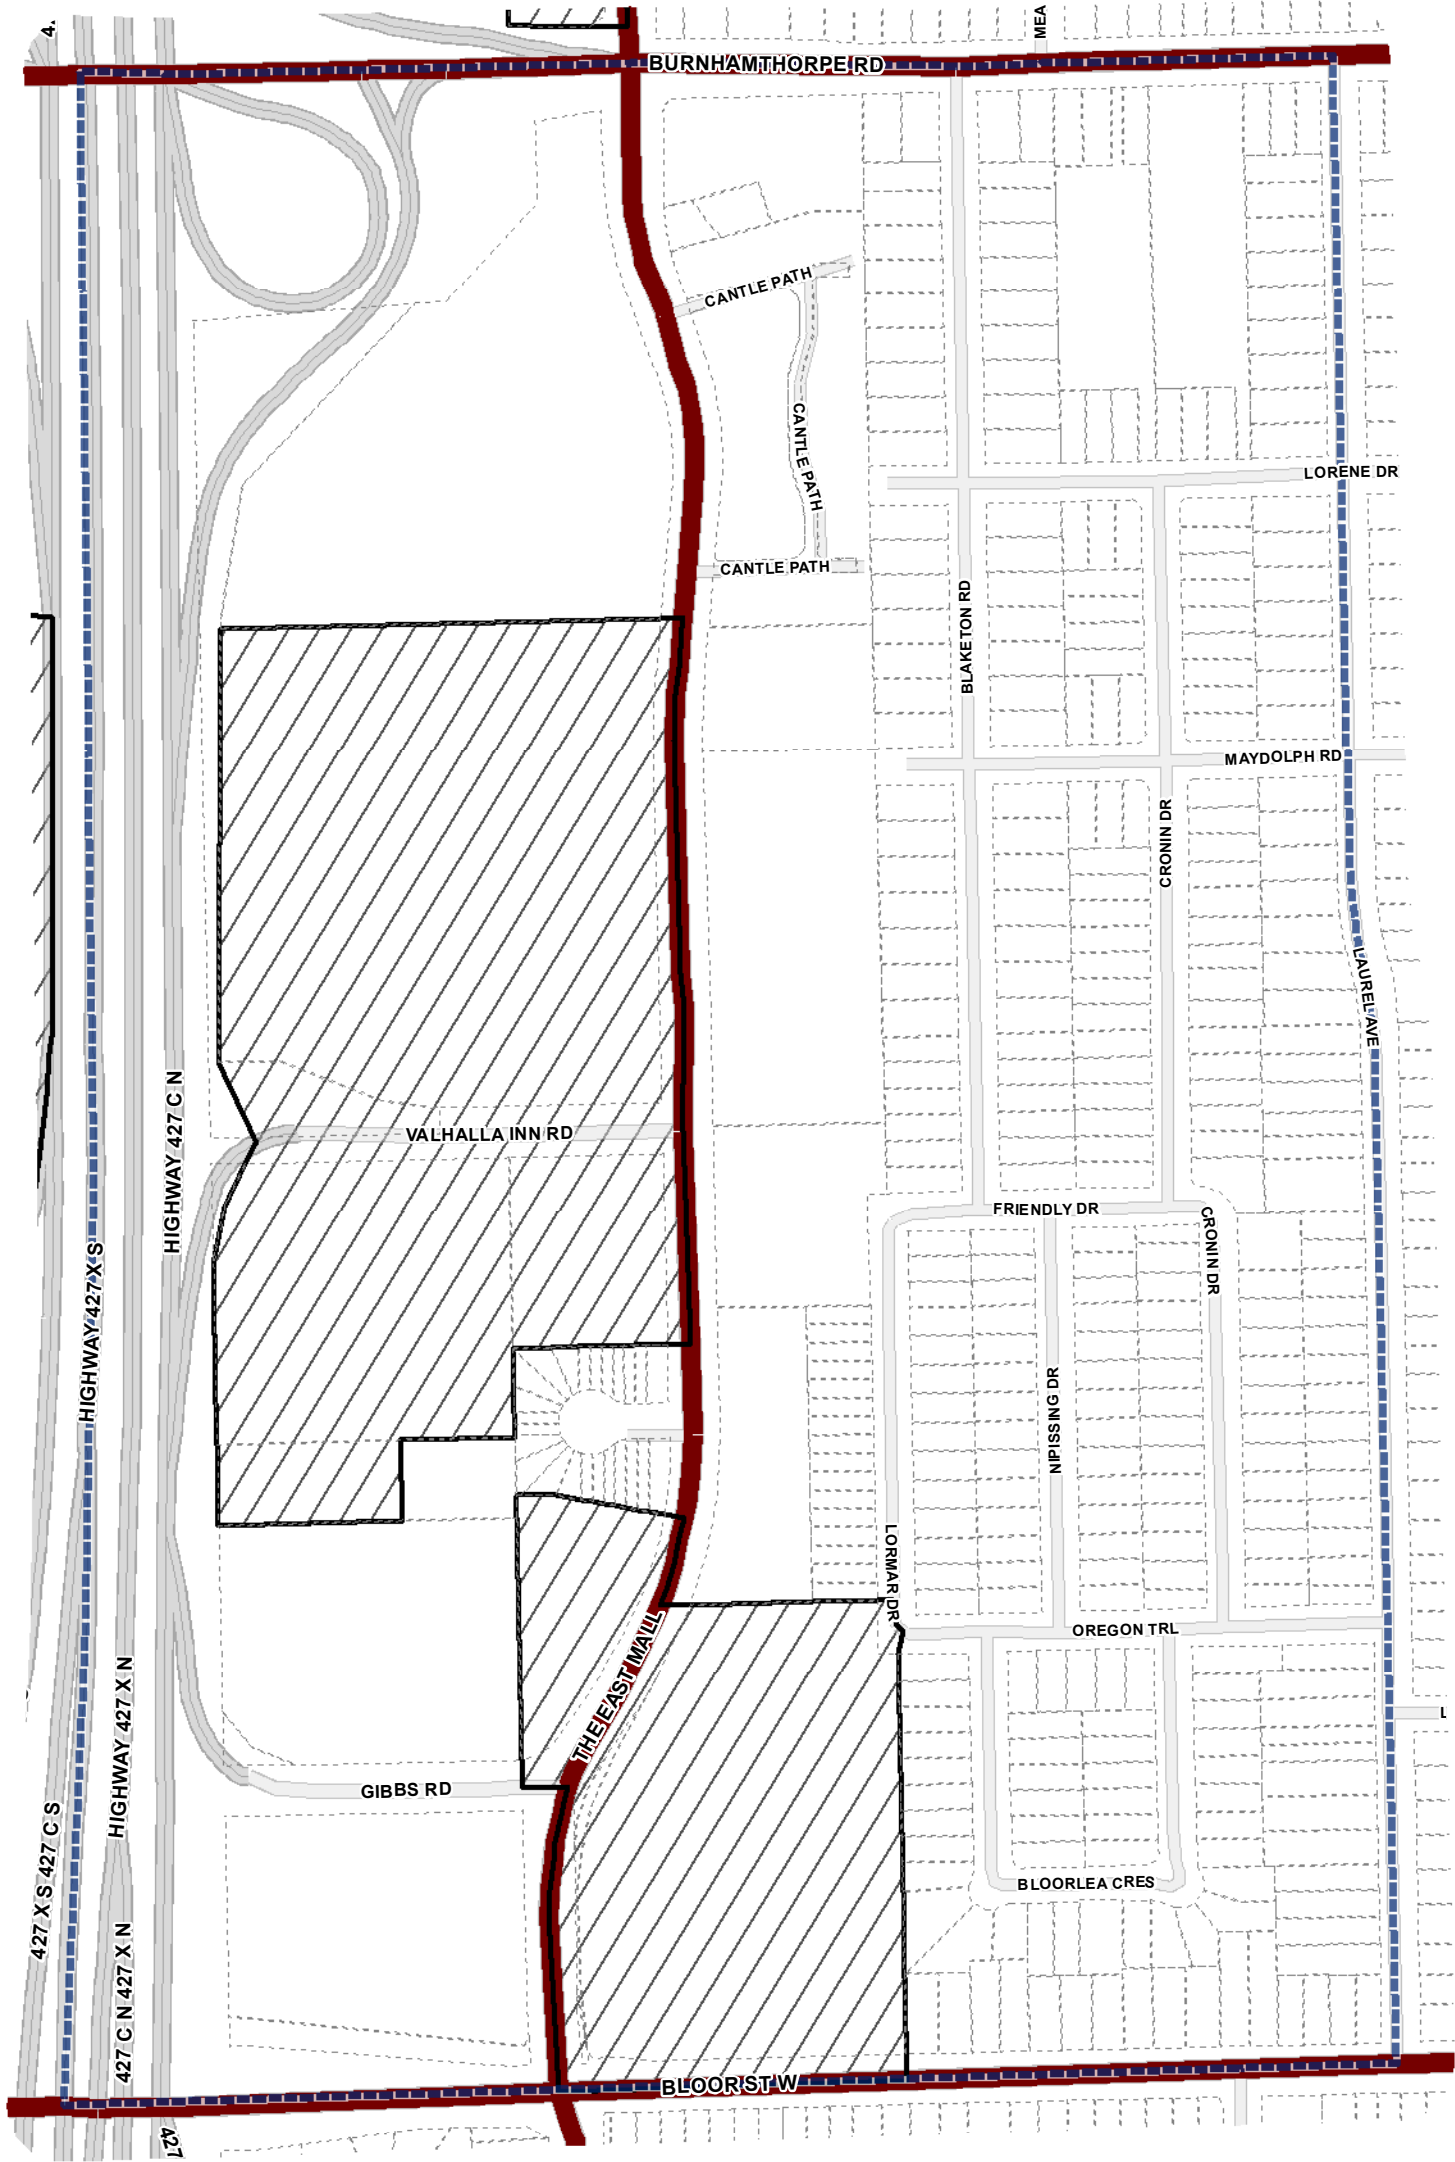 4.
MEA
BURNHAMTHORPE RD
CANTLE PATH
CANTLE PATH
LORENE DR
CANTLE PATH
BLAKETON RD
MAYDOLPH RD
CRONIN DR
LAUREL AVE
HIGHWAY 427 C N
VALHALLA INN RD
FRIENDLY DR
CRONIN DR
HIGHWAY 427 X S
NIPISSING DR
LORMAR DR
OREGON TRL
THE EAST MALL
HIGHWAY 427 X N
L
GIBBS RD
427 X S 427 C S
BLOORLEA CRES
427 C N 427 X N
BLOOR ST W
427